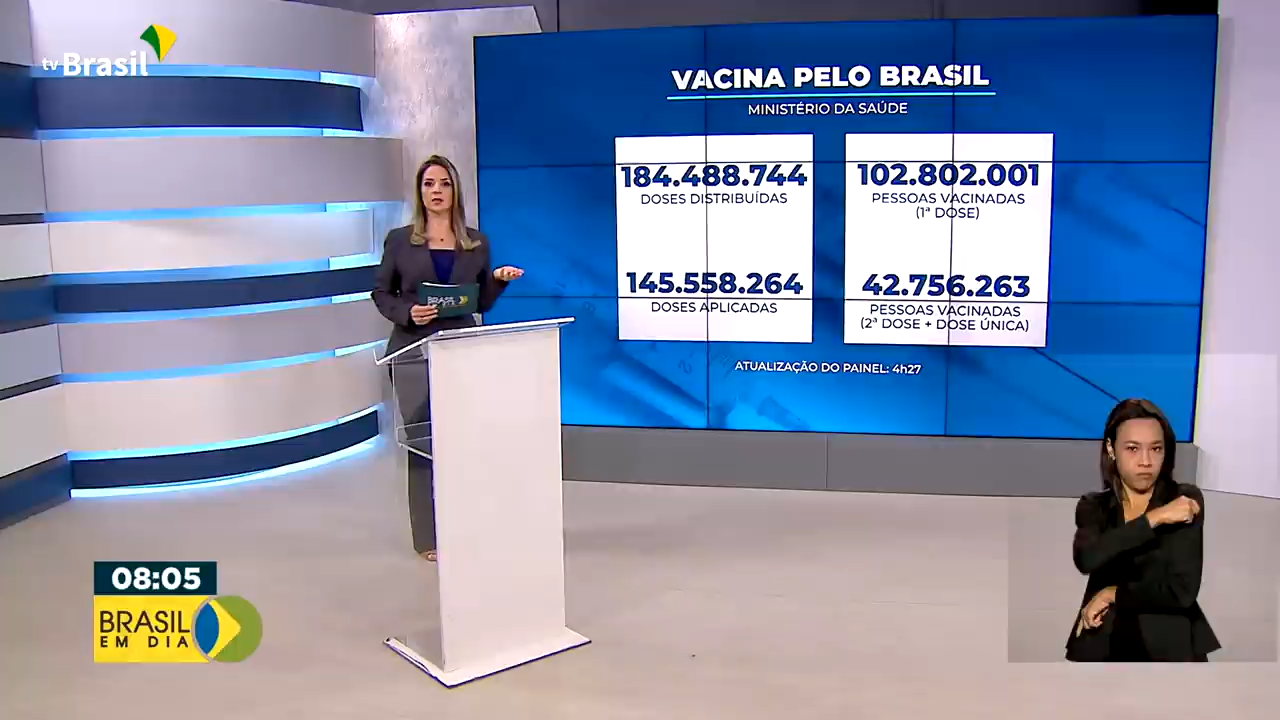 tv Brasil
VACINA PELO BRASIL
MINISTÉRIO DA SAÚDE
184.488.744
DOSES DISTRIBUÍDAS
102.802.001
PESSOAS VACINADAS
(1ª DOSE)
145.558.264
DOSES APLICADAS
42.756.263
PESSOAS VACINADAS
(2ª DOSE + DOSE ÚNICA)
ATUALIZAÇÃO DO PAINEL: 4h27
BRASIL
08:05
BRASIL
EM DIA